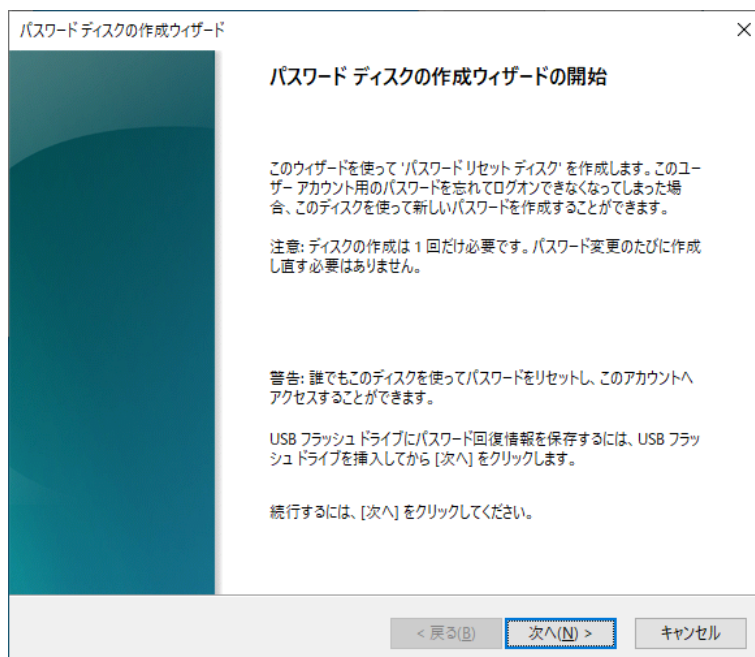 パスワード ディスクの作成ウィザード
パスワード ディスクの作成ウィザードの開始
このウィザードを使って 'パスワード リセット ディスク' を作成します。このユー
ザー アカウント用のパスワードを忘れてログオンできなくなってしまった場
合、このディスクを使って新しいパスワードを作成することができます。
注意: ディスクの作成は 1 回だけ必要です。パスワード変更のたびに作成
し直す必要はありません。
警告: 誰でもこのディスクを使ってパスワードをリセットし、このアカウントへ
アクセスすることができます。
USB フラッシュ ドライブにパスワード回復情報を保存するには、USB フラッ
シュ ドライブを挿入してから [次へ] をクリックします。
続行するには、[次へ] をクリックしてください。
< 戻る(B) 次へ(N) > キャンセル